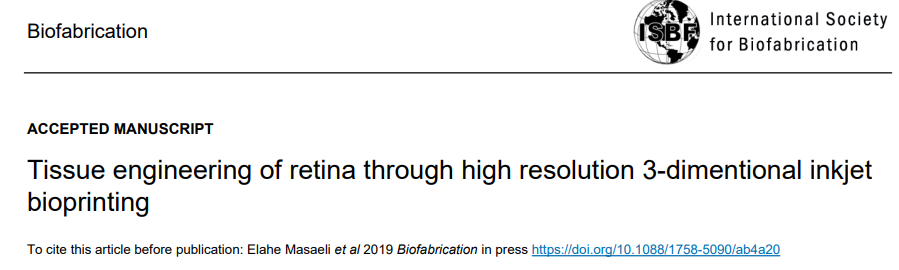 Biofabrication
ISBF
International Society
for Biofabrication
ACCEPTED MANUSCRIPT
Tissue engineering of retina through high resolution 3-dimentional inkjet
bioprinting
To cite this article before publication: Elahe Masaeli et al 2019 Biofabrication in press https://doi.org/10.1088/1758-5090/ab4a20